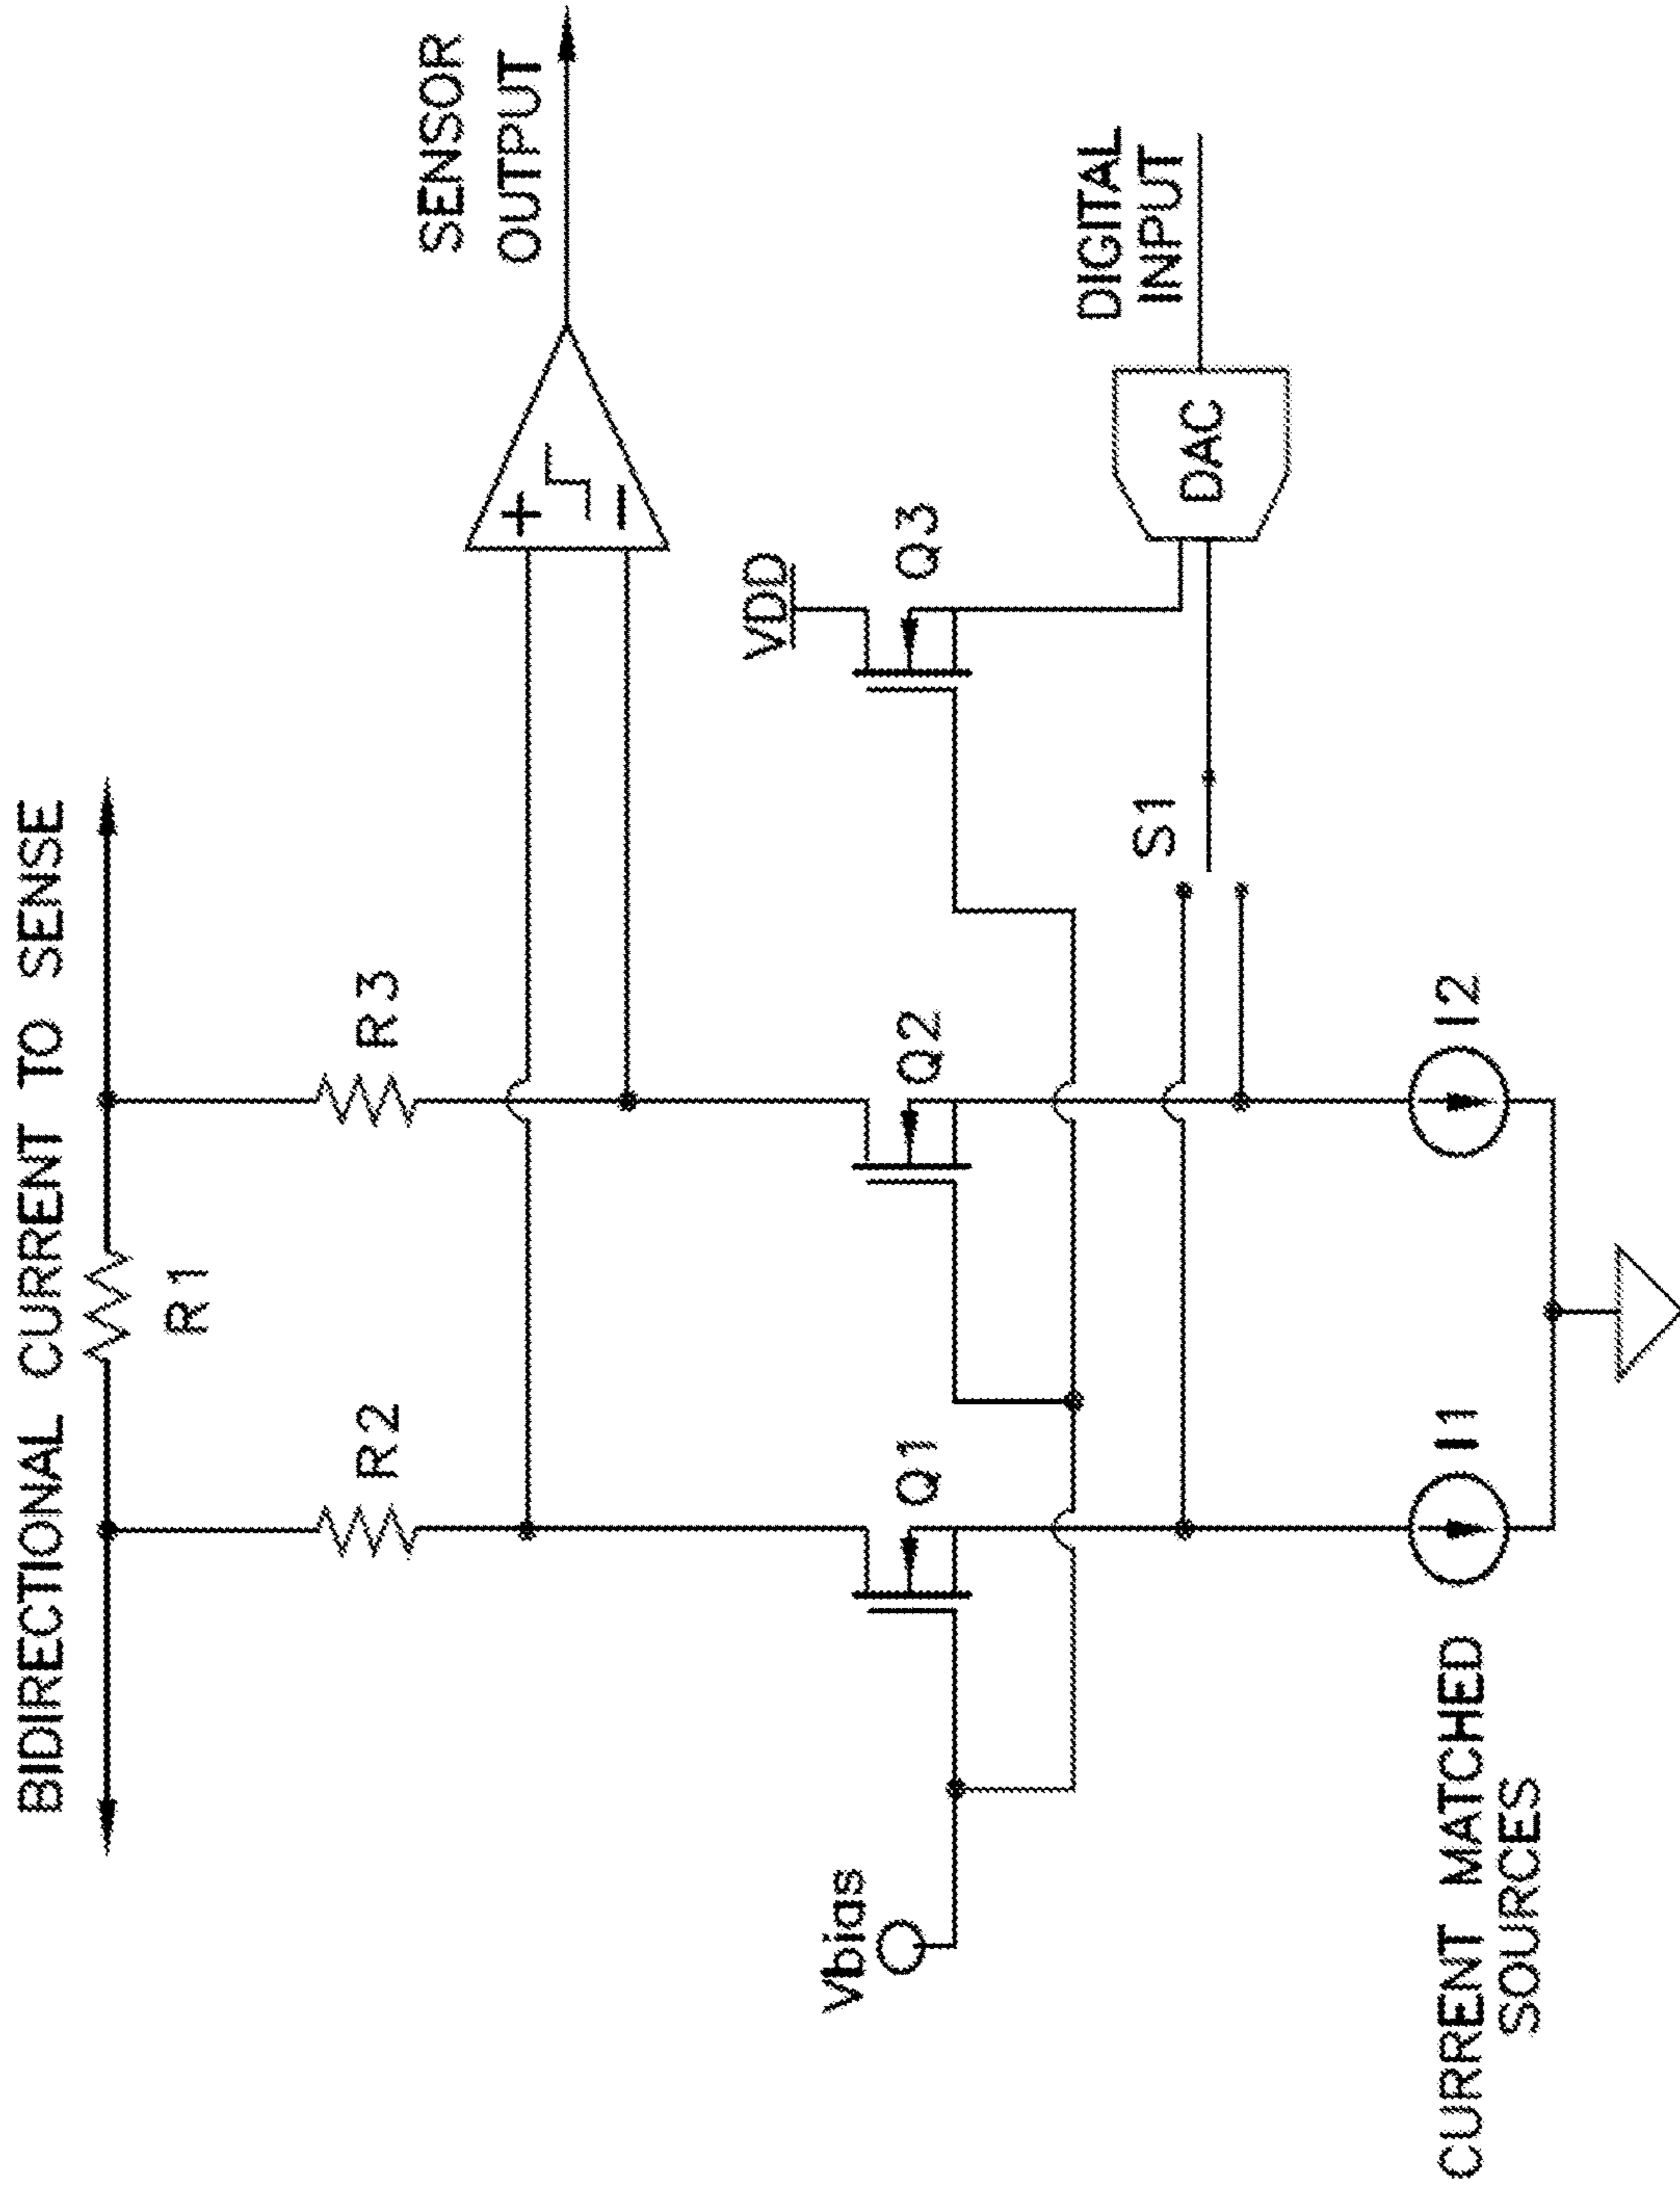 BIDIRECTIONAL CURRENT TO SENSE
R1
R2
R3
SENSOR
OUTPUT
+
−
VDD
Vbias
Q1
Q2
Q3
DIGITAL
INPUT
S1
DAC
I1
I2
CURRENT MATCHED
SOURCES